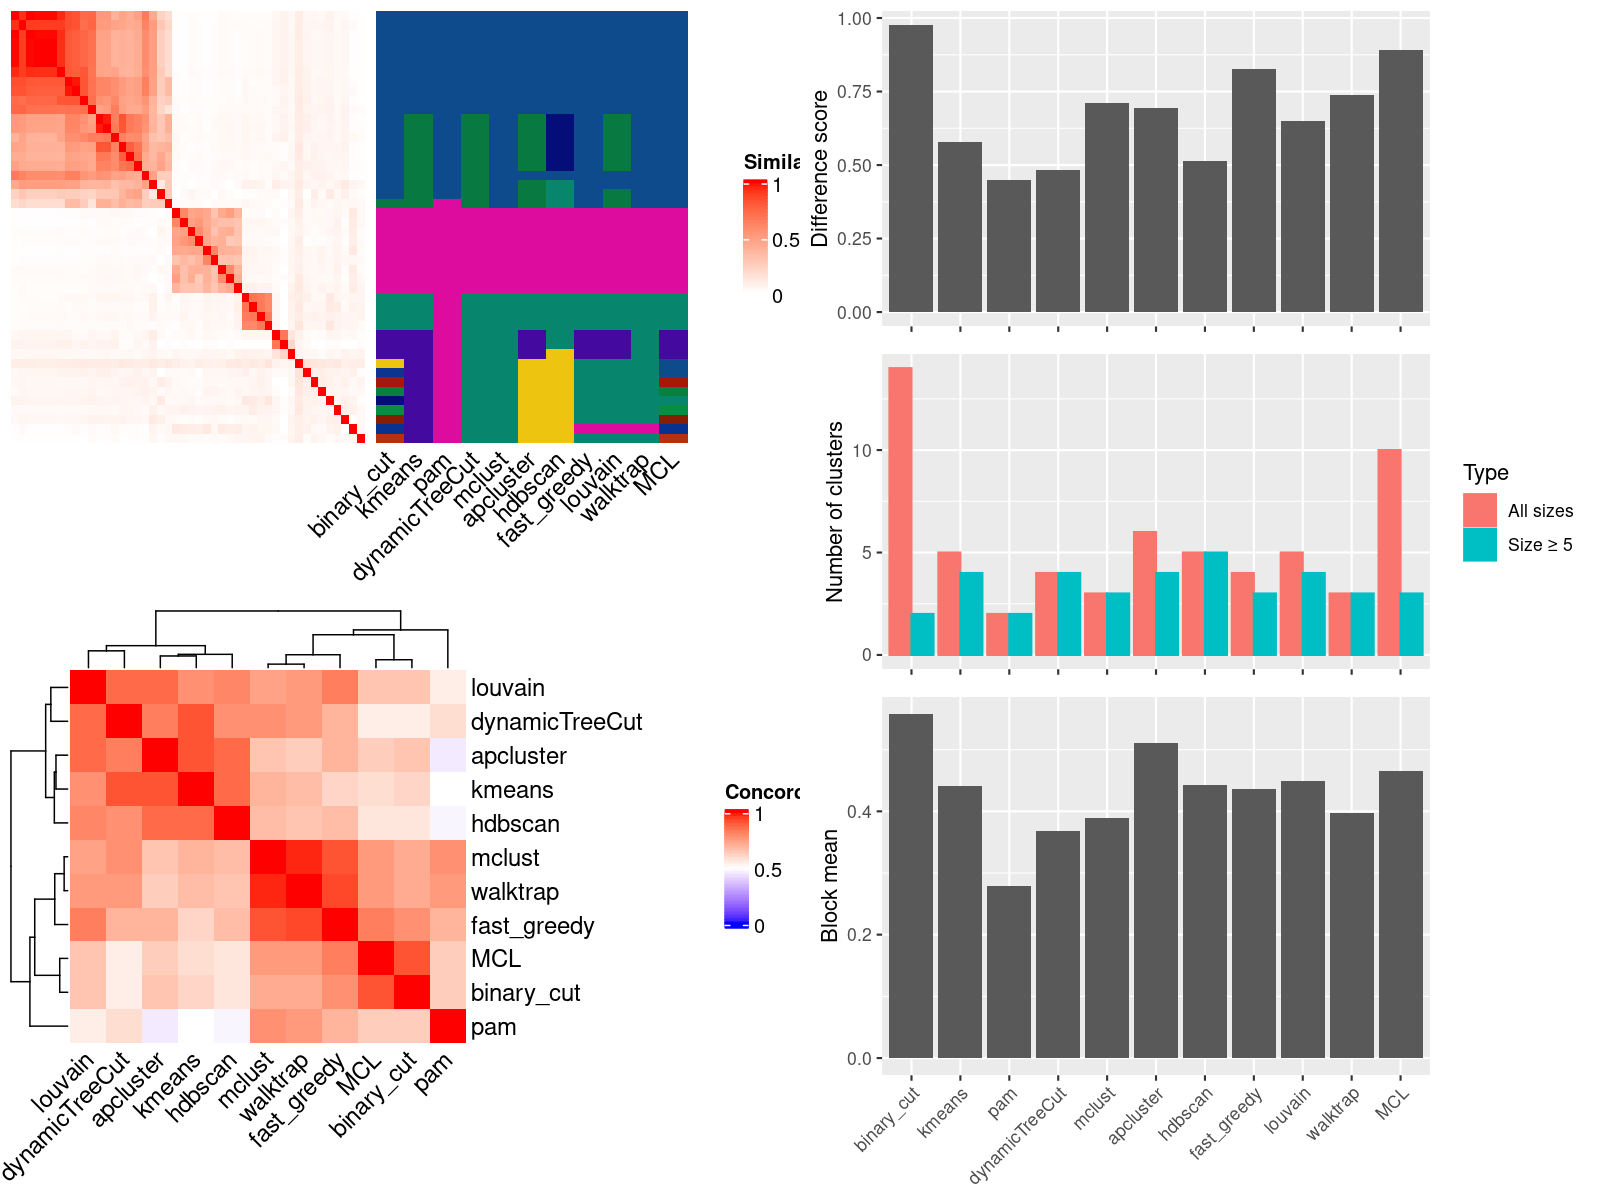 Simila
1
0.5
0
binary_cut
kmeans
pam
dynamicTreeCut
mclust
apcluster
hdbscan
fast_greedy
louvain
walktrap
MCL
louvain
dynamicTreeCut
apcluster
kmeans
hdbscan
mclust
walktrap
fast_greedy
MCL
binary_cut
pam
louvain
dynamicTreeCut
apcluster
kmeans
hdbscan
mclust
walktrap
fast_greedy
MCL
binary_cut
pam
Concord
1
0.5
0
Difference score
1.00
0.75
0.50
0.25
0.00
Number of clusters
10
5
0
Type
All sizes
Size ≥ 5
Block mean
0.4
0.2
0.0
binary_cut
kmeans
pam
dynamicTreeCut
mclust
apcluster
hdbscan
fast_greedy
louvain
walktrap
MCL